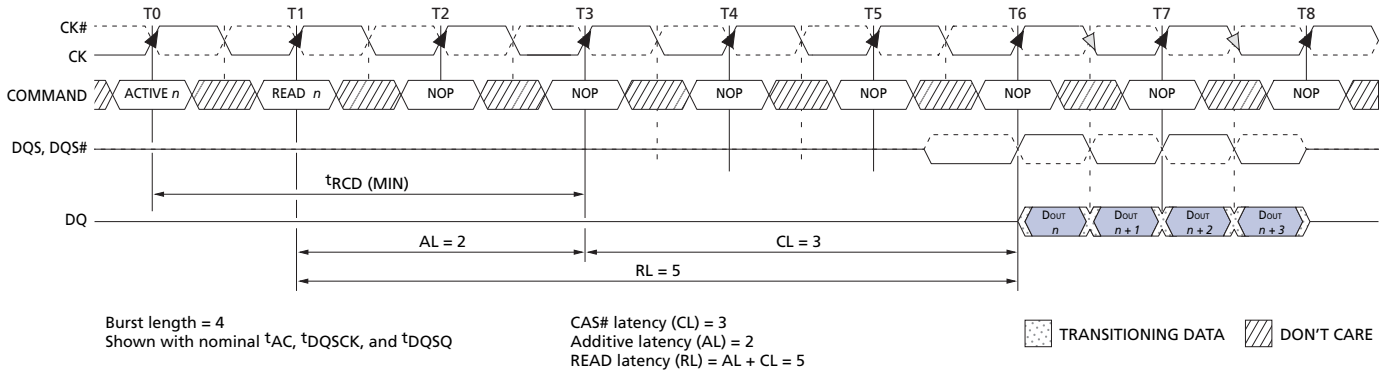 T0 T1 T2 T3 T4 T5 T6 T7 T8
CK#
CK
COMMAND ACTIVE n READ n NOP NOP NOP NOP NOP NOP NOP
DQS, DQS#
tRCD (MIN)
DQ DOUT n DOUT n + 1 DOUT n + 2 DOUT n + 3
AL = 2 CL = 3
RL = 5
Burst length = 4
Shown with nominal tAC, tDQSCK, and tDQSQ
CAS# latency (CL) = 3
Additive latency (AL) = 2
READ latency (RL) = AL + CL = 5
TRANSITIONING DATA
DON'T CARE